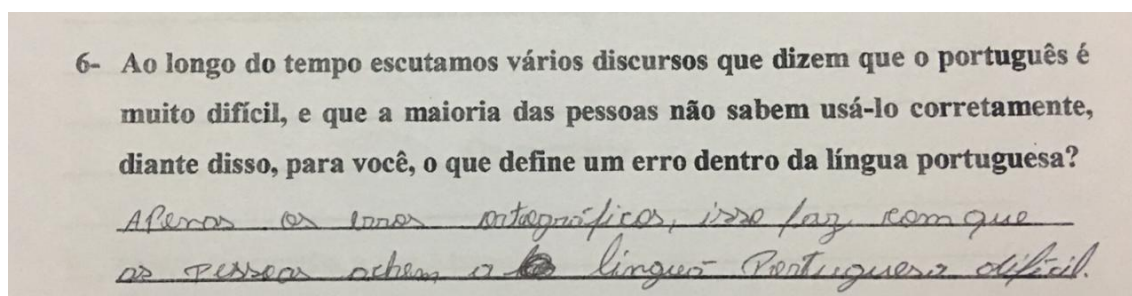 6- Ao longo do tempo escutamos vários discursos que dizem que o português é
muito difícil, e que a maioria das pessoas não sabem usá-lo corretamente,
diante disso, para você, o que define um erro dentro da língua portuguesa?
Apenas os erros ortográficos, isso faz com que
as pessoas achem a língua Portuguesa difícil.